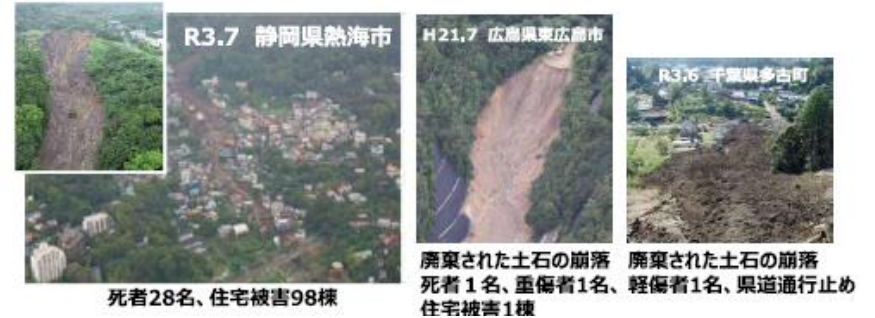 R3.7 静岡県熱海市
死者28名、住宅被害98棟
H21.7 広島県東広島市
廃棄された土石の崩落
死者１名、重傷者1名、
住宅被害1棟
R3.6 千葉県多古町
廃棄された土石の崩落
軽傷者1名、県道通行止め